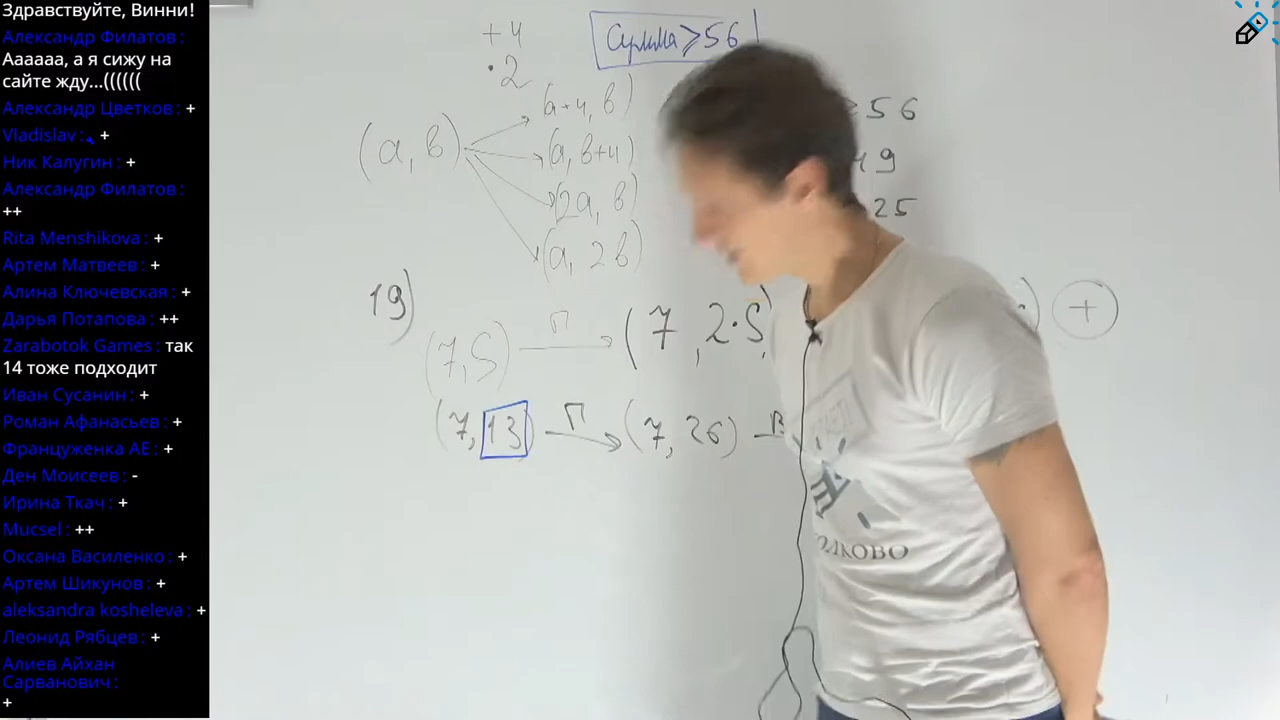 Здравствуйте, Винни!
Александр Филатов :
Аааааа, а я сижу на
сайте жду...((((((
Александр Цветков : +
Vladislav : +
Ник Калугин : +
Александр Филатов :
++
Rita Menshikova : +
Артем Матвеев : +
Алина Ключевская : +
Дарья Потапова : ++
Zarabotok Games : так
14 тоже подходит
Иван Сусанин : +
Роман Афанасьев : +
Француженка АЕ : +
Ден Моисеев : -
Ирина Ткач : +
Mucsel : ++
Оксана Василенко : +
Артем Шикунов : +
aleksandra kosheleva : +
Леонид Рябцев : +
Алиев Айхан
Сарванович :
+
+4
·2
Сумма ⩾ 56
(a, b)
(a+4, b)
(a, b+4)
(2a, b)
(a, 2b)
⩾ 56
49
25
19)
(7, S) П (7, 2·S
+
(7, 13) П (7, 26) В